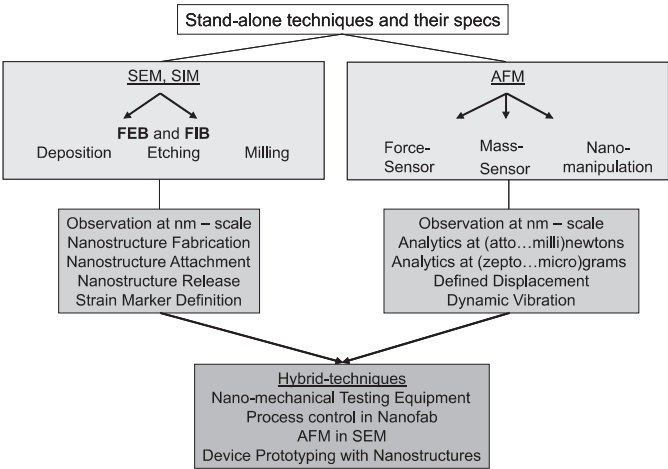 Stand-alone techniques and their specs
SEM, SIM
FEB and FIB
Deposition Etching Milling
AFM
Force-
Sensor
Mass-
Sensor
Nano-
manipulation
Observation at nm – scale
Nanostructure Fabrication
Nanostructure Attachment
Nanostructure Release
Strain Marker Definition
Observation at nm – scale
Analytics at (atto…milli)newtons
Analytics at (zepto…micro)grams
Defined Displacement
Dynamic Vibration
Hybrid-techniques
Nano-mechanical Testing Equipment
Process control in Nanofab
AFM in SEM
Device Prototyping with Nanostructures